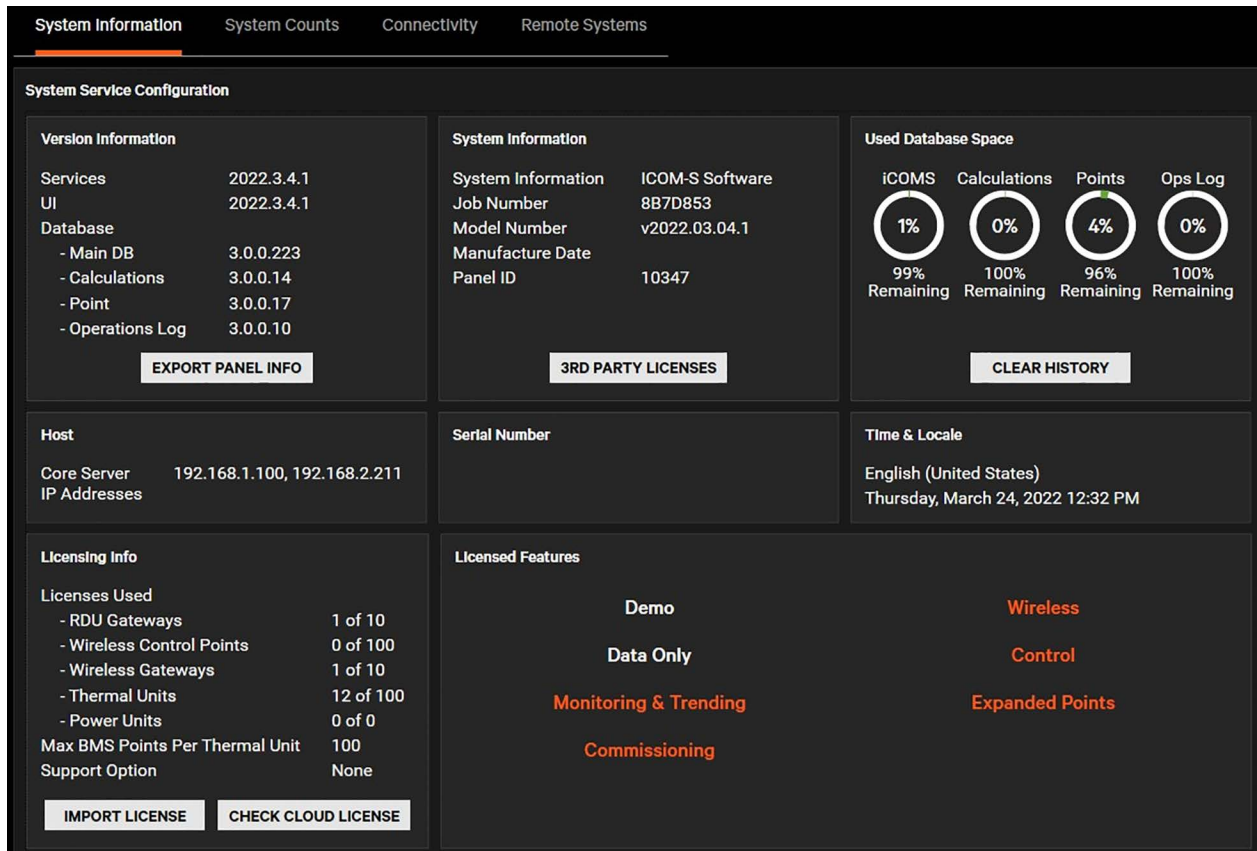 System Information System Counts Connectivity Remote Systems
System Service Configuration
Version Information
Services 2022.3.4.1
UI 2022.3.4.1
Database
- Main DB 3.0.0.223
- Calculations 3.0.0.14
- Point 3.0.0.17
- Operations Log 3.0.0.10
EXPORT PANEL INFO
System Information
System Information ICOM-S Software
Job Number 8B7D853
Model Number v2022.03.04.1
Manufacture Date
Panel ID 10347
3RD PARTY LICENSES
Used Database Space
iCOMS Calculations Points Ops Log
1% 0% 4% 0%
99% 100% 96% 100%
Remaining Remaining Remaining Remaining
CLEAR HISTORY
Host
Core Server 192.168.1.100, 192.168.2.211
IP Addresses
Serial Number
Time & Locale
English (United States)
Thursday, March 24, 2022 12:32 PM
Licensing Info
Licenses Used
- RDU Gateways 1 of 10
- Wireless Control Points 0 of 100
- Wireless Gateways 1 of 10
- Thermal Units 12 of 100
- Power Units 0 of 0
Max BMS Points Per Thermal Unit 100
Support Option None
IMPORT LICENSE CHECK CLOUD LICENSE
Licensed Features
Demo Wireless
Data Only Control
Monitoring & Trending Expanded Points
Commissioning